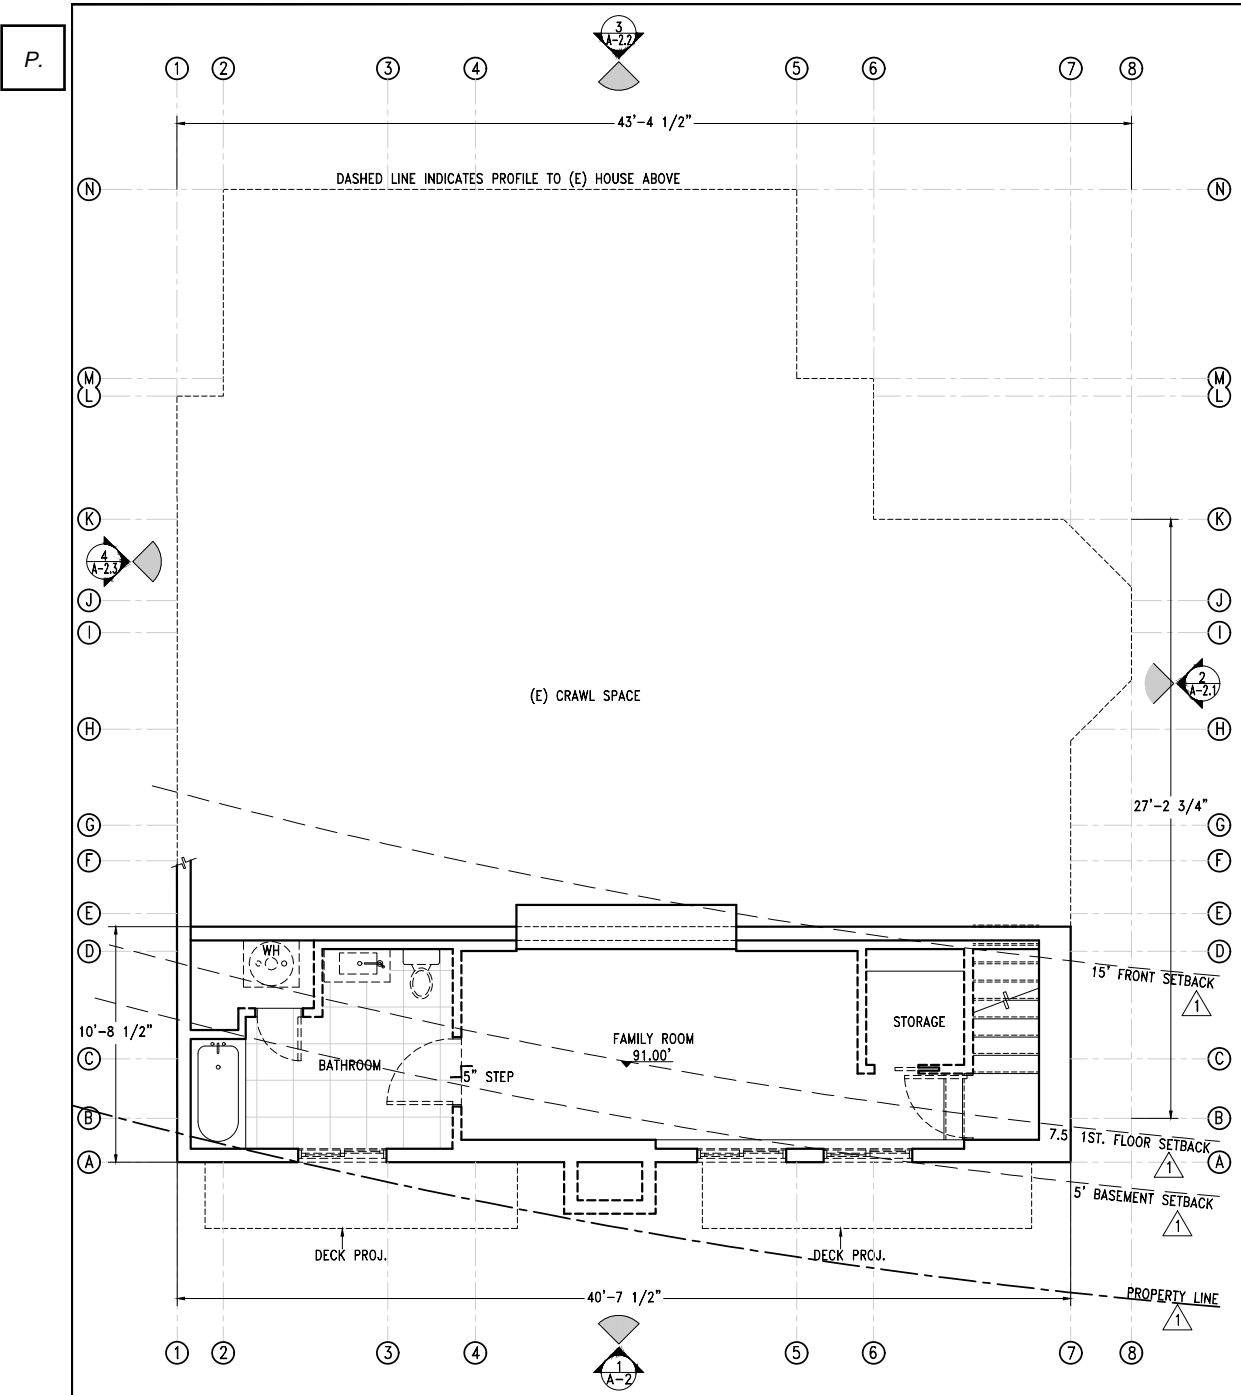 P.
3
A-2.2
1 2 3 4 5 6 7 8
43'-4 1/2"
DASHED LINE INDICATES PROFILE TO (E) HOUSE ABOVE
N N
M M
L L
K K
4
A-2.3
J J
I I
2
A-2.1
(E) CRAWL SPACE
H H
27'-2 3/4"
G G
F F
E E
WH
D D
15' FRONT SETBACK
1
STORAGE
10'-8 1/2"
FAMILY ROOM
91.00'
C C
BATHROOM
5" STEP
B B
7.5' 1ST. FLOOR SETBACK
1
A A
5' BASEMENT SETBACK
1
DECK PROJ. DECK PROJ.
40'-7 1/2"
PROPERTY LINE
1
1 2 3 4 5 6 7 8
1
A-2